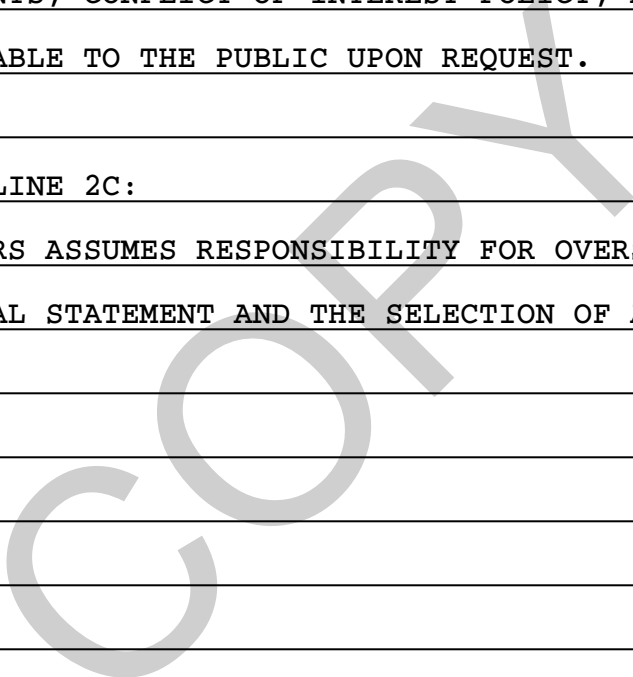 NTS, CONFLICT OF INTEREST POLICY,
ABLE TO THE PUBLIC UPON REQUEST.
LINE 2C:
RS ASSUMES RESPONSIBILITY FOR OVER
AL STATEMENT AND THE SELECTION OF A
COPY